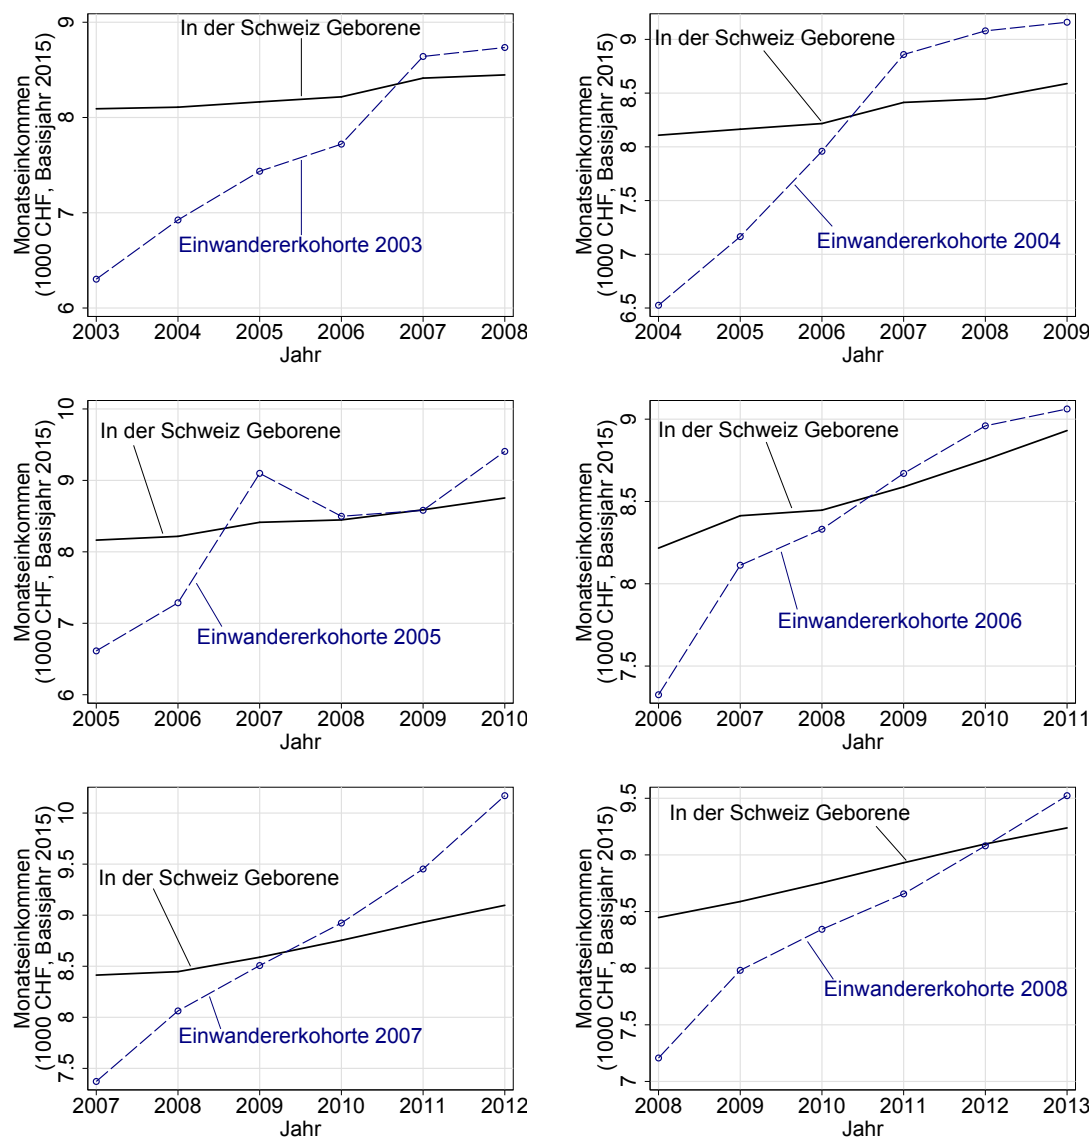 In der Schweiz Geborene
Einwandererkohorte 2003
Monatseinkommen
(1000 CHF, Basisjahr 2015)
9
8
7
6
2003 2004 2005 2006 2007 2008
Jahr
In der Schweiz Geborene
Einwandererkohorte 2004
Monatseinkommen
(1000 CHF, Basisjahr 2015)
9
8.5
8
7.5
7
6.5
2004 2005 2006 2007 2008 2009
Jahr
In der Schweiz Geborene
Einwandererkohorte 2005
Monatseinkommen
(1000 CHF, Basisjahr 2015)
10
9
8
7
6
2005 2006 2007 2008 2009 2010
Jahr
In der Schweiz Geborene
Einwandererkohorte 2006
Monatseinkommen
(1000 CHF, Basisjahr 2015)
9
8.5
8
7.5
2006 2007 2008 2009 2010 2011
Jahr
In der Schweiz Geborene
Einwandererkohorte 2007
Monatseinkommen
(1000 CHF, Basisjahr 2015)
10
9.5
9
8.5
8
7.5
2007 2008 2009 2010 2011 2012
Jahr
In der Schweiz Geborene
Einwandererkohorte 2008
Monatseinkommen
(1000 CHF, Basisjahr 2015)
9.5
9
8.5
8
7.5
7
2008 2009 2010 2011 2012 2013
Jahr